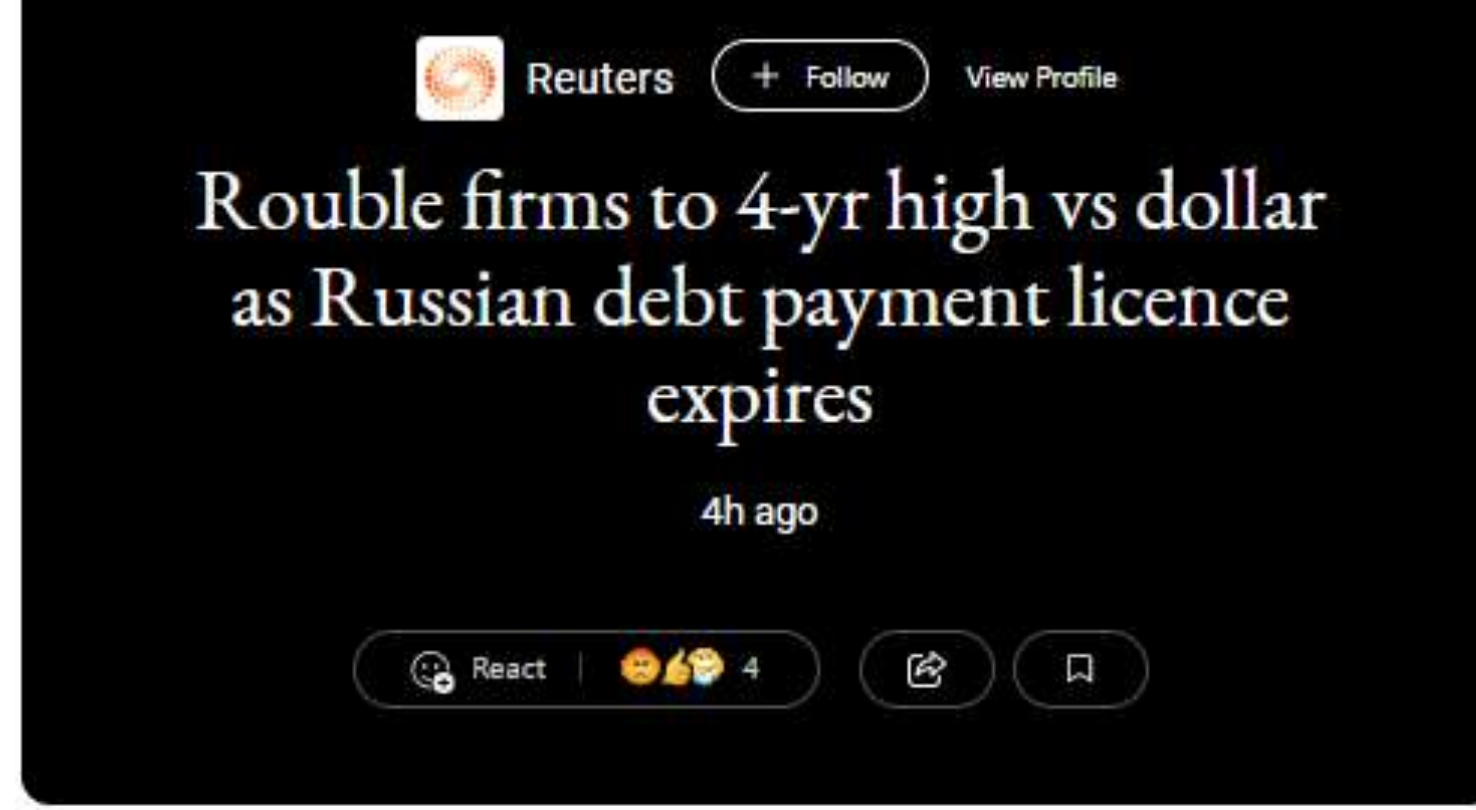 Reuters + Follow View Profile
Rouble firms to 4-yr high vs dollar
as Russian debt payment licence
expires
4h ago
React 4